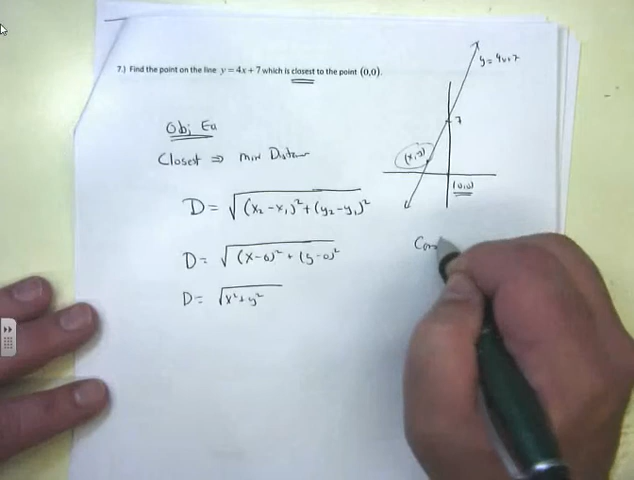 7.) Find the point on the line y = 4x + 7 which is closest to the point (0,0).
y = 4x+7
Obj Eq
7
Closest ⇒ Min Distance
(x,y)
(0,0)
D = √(x₂-x₁)²+(y₂-y₁)²
Con
D = √(x-0)² + (y-0)²
D = √x²+y²